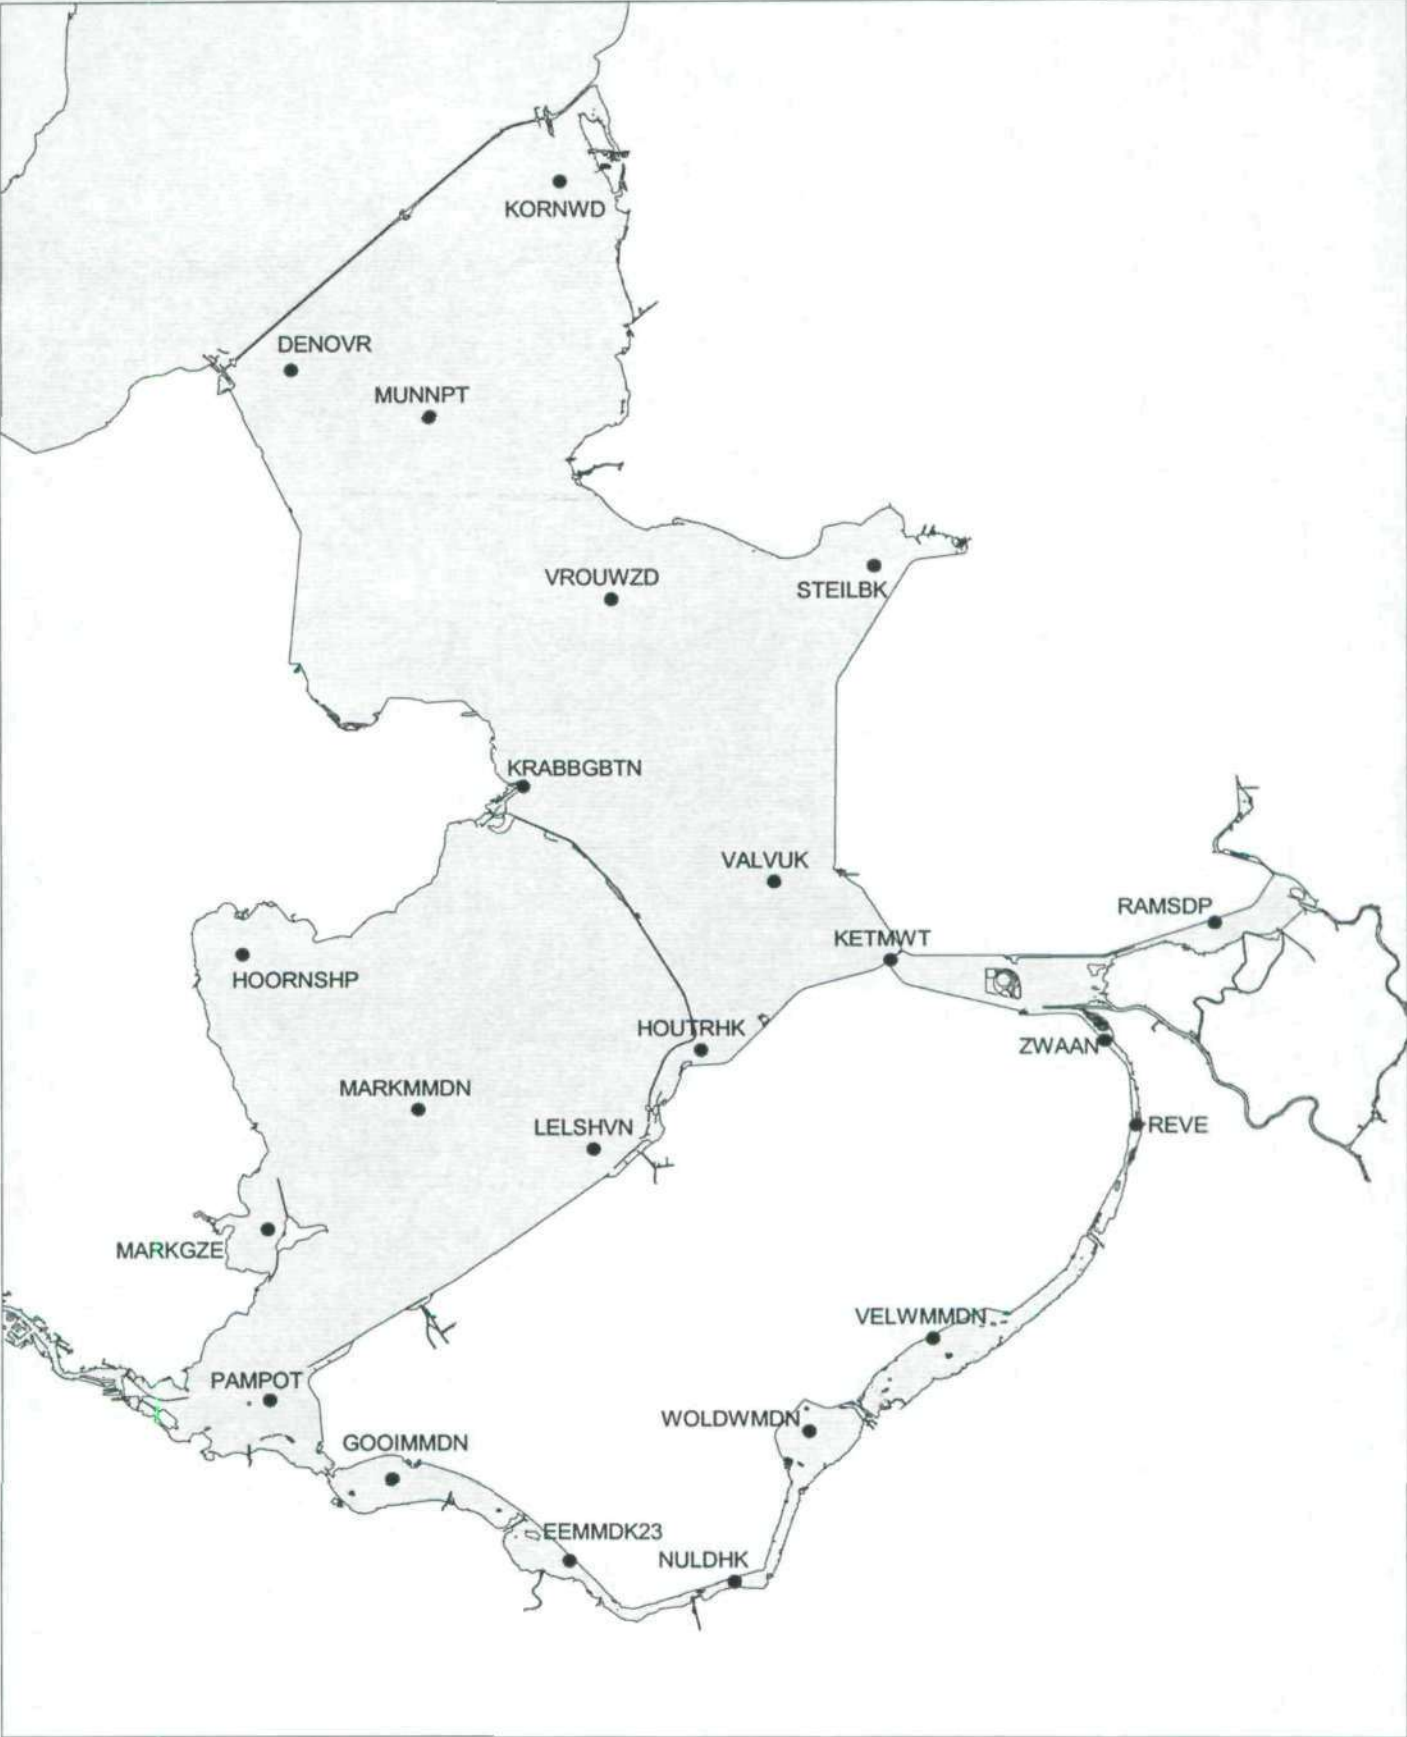 KORNWD
DENOVR
MUNNPT
VROUWZD
STEILBK
KRABBGBTN
VALVUK
RAMSDP
KETMWT
HOORNSHP
HOUTRHK
ZWAAN
MARKMMDN
LELSHVN
REVE
MARKGZE
VELWMMDN
PAMPOT
WOLDWMDN
GOOIMMDN
EEMMDK23
NULDHK